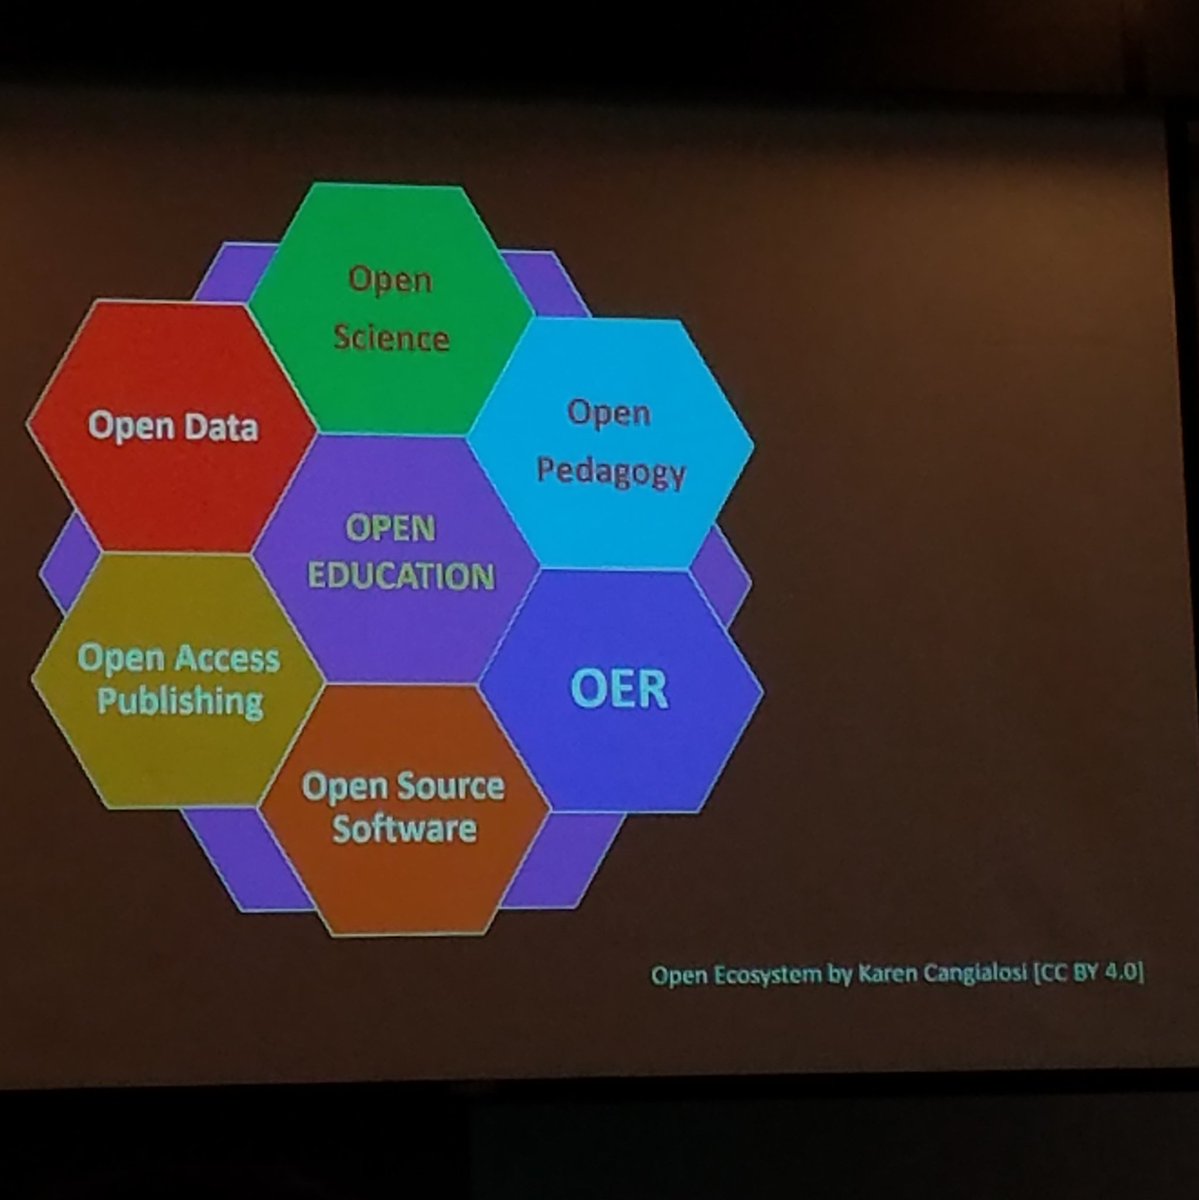 Open
Science
Open Data
Open
Pedagogy
OPEN
EDUCATION
Open Access
Publishing
OER
Open Source
Software
Open Ecosystem by Karen Cangialosi [CC BY 4.0]